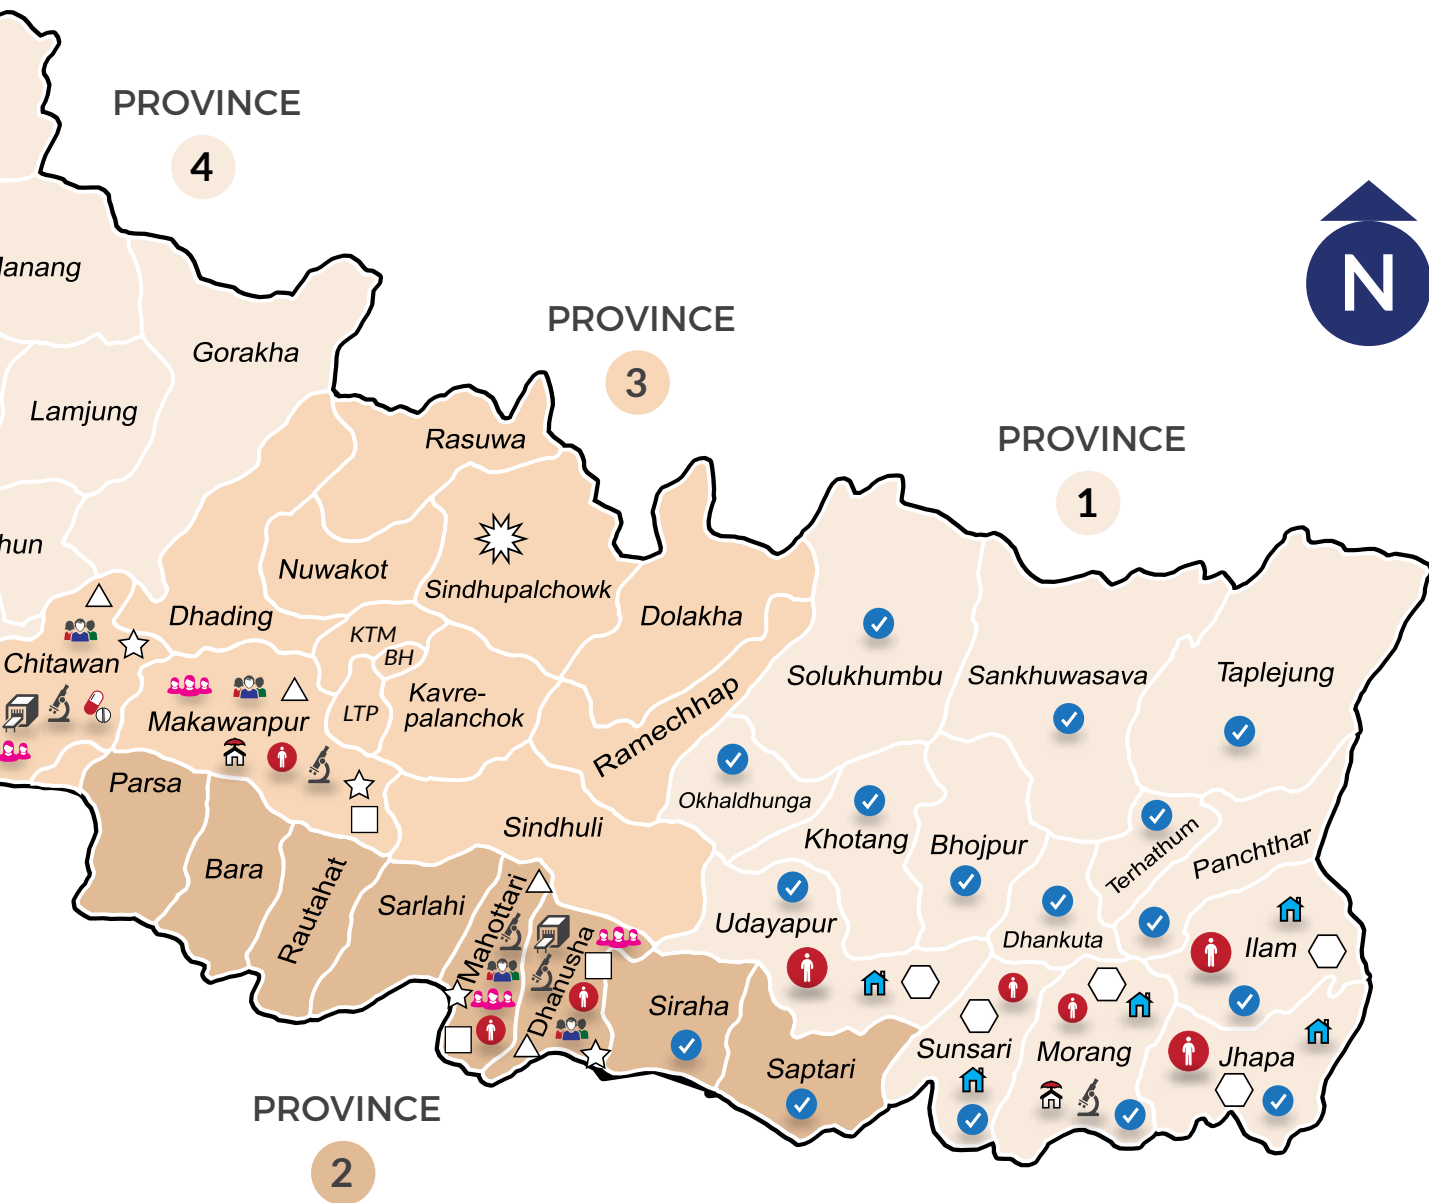 PROVINCE
4
PROVINCE
3
PROVINCE
1
N
anang
Gorakha
Lamjung
hun
Rasuwa
Nuwakot
Sindhupalchowk
Dhading
Dolakha
KTM
BH
Chitawan
Makawanpur
LTP
Kavre-
palanchok
Ramechhap
Solukhumbu
Sankhuwasava
Taplejung
Parsa
Okhaldhunga
Sindhuli
Khotang
Bhojpur
Terhathum
Panchthar
Bara
Rautahat
Sarlahi
Mahottari
Dhanusha
Udayapur
Dhankuta
Ilam
Siraha
Saptari
Sunsari
Morang
Jhapa
PROVINCE
2